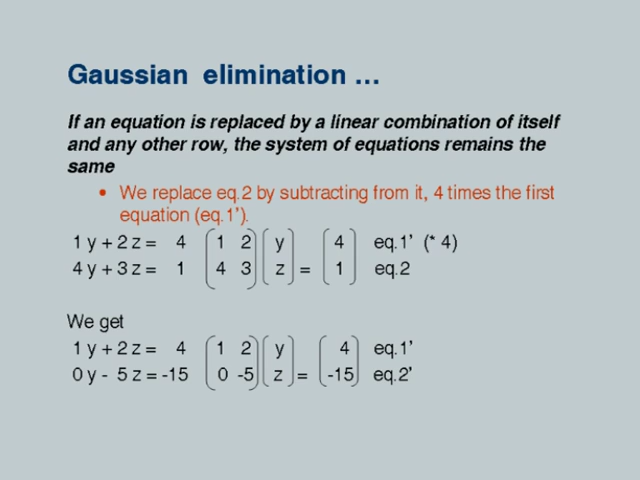 Gaussian elimination …
If an equation is replaced by a linear combination of itself
and any other row, the system of equations remains the
same
• We replace eq.2 by subtracting from it, 4 times the first
equation (eq.1’).
1 y + 2 z = 4 (1 2) (y) (4) eq.1’ (* 4)
4 y + 3 z = 1 (4 3) (z) = (1) eq.2
We get
1 y + 2 z = 4 (1 2) (y) (4) eq.1’
0 y - 5 z = -15 (0 -5) (z) = (-15) eq.2’